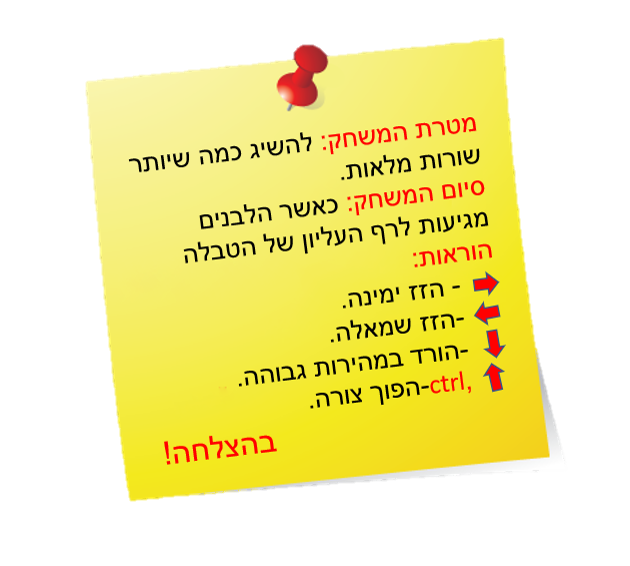 מטרת המשחק: להשיג כמה שיותר
שורות מלאות.
סיום המשחק: כאשר הלבנים
מגיעות לרף העליון של הטבלה
הוראות:
- הזז ימינה.
-הזז שמאלה.
-הורד במהירות גבוהה.
,ctrl-הפוך צורה.
בהצלחה!